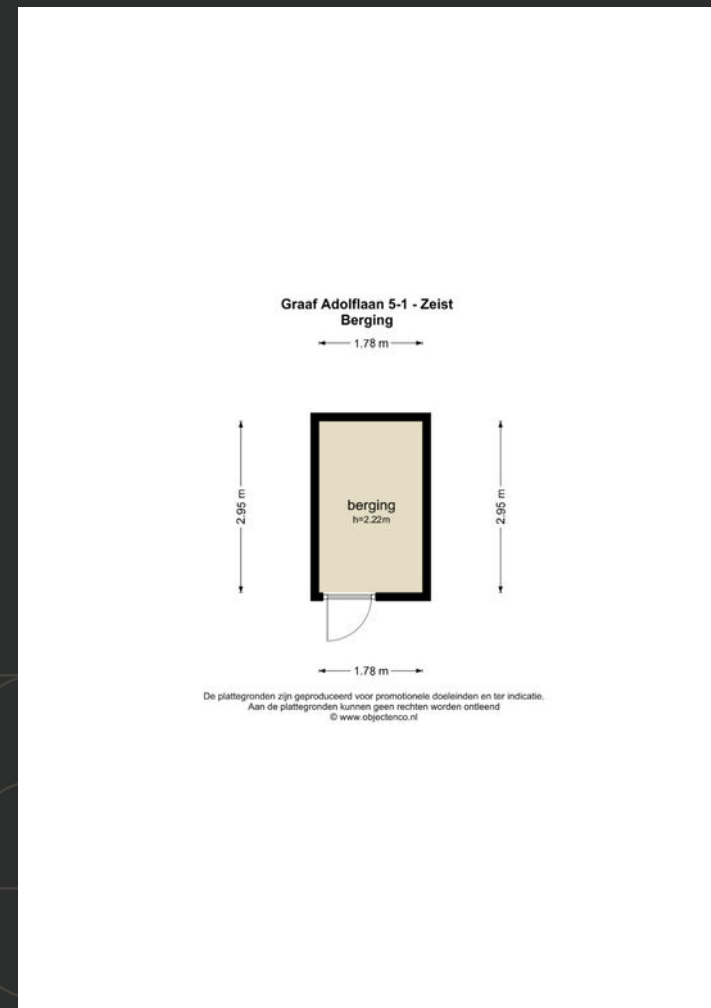 Graaf Adolflaan 5-1 - Zeist
Berging
1.78 m
2.95 m
2.95 m
berging
h=2.22m
1.78 m
De plattegronden zijn geproduceerd voor promotionele doeleinden en ter indicatie.
Aan de plattegronden kunnen geen rechten worden ontleend
© www.objectenco.nl